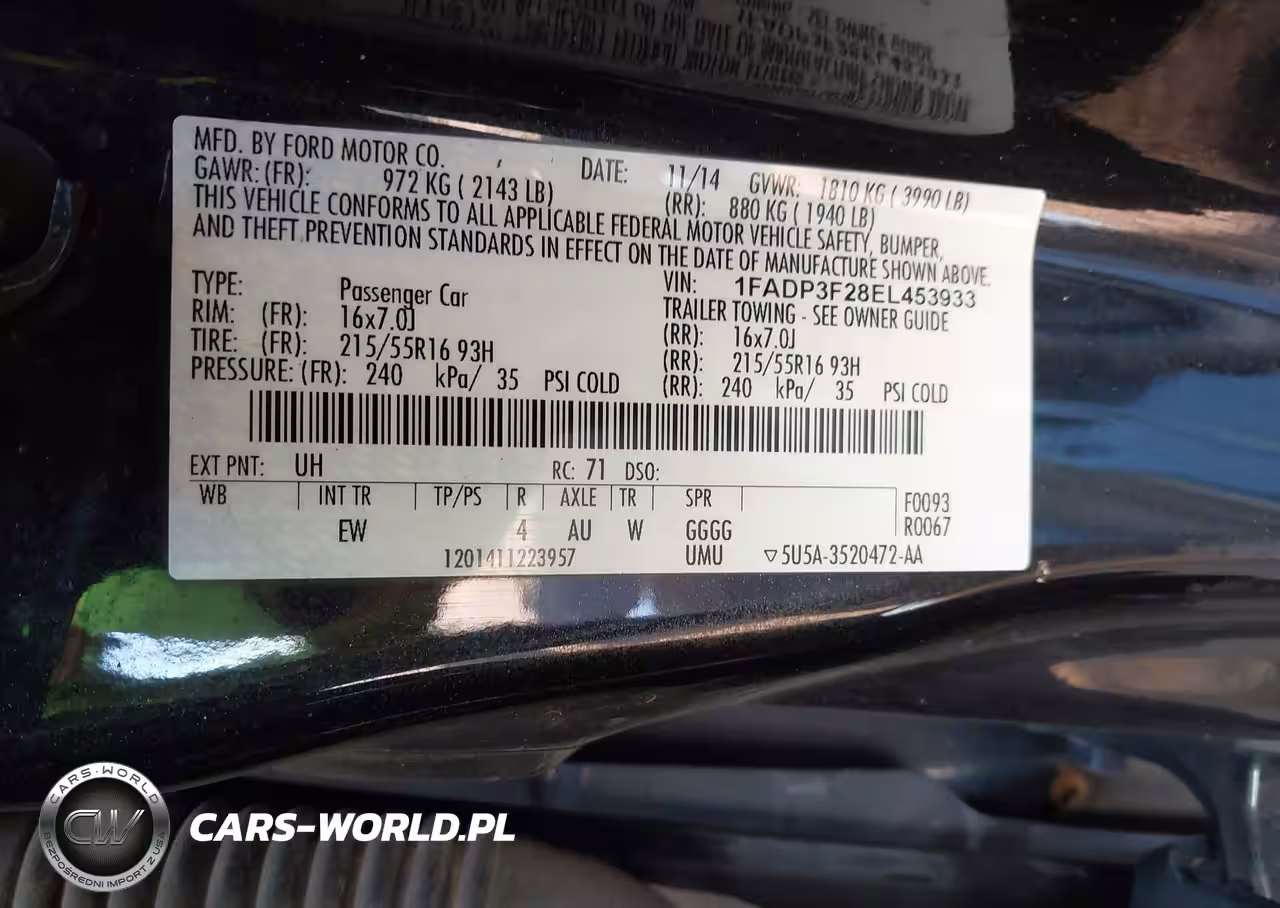 MFD. BY FORD MOTOR CO. DATE: 11/14 GVWR: 1810 KG ( 3990 LB)
GAWR: (FR): 972 KG ( 2143 LB) (RR): 880 KG ( 1940 LB)
THIS VEHICLE CONFORMS TO ALL APPLICABLE FEDERAL MOTOR VEHICLE SAFETY, BUMPER,
AND THEFT PREVENTION STANDARDS IN EFFECT ON THE DATE OF MANUFACTURE SHOWN ABOVE.
VIN: 1FADP3F28EL453933
TYPE: Passenger Car TRAILER TOWING - SEE OWNER GUIDE
RIM: (FR): 16x7.0J (RR): 16x7.0J
TIRE: (FR): 215/55R16 93H (RR): 215/55R16 93H
PRESSURE: (FR): 240 kPa/ 35 PSI COLD (RR): 240 kPa/ 35 PSI COLD
EXT PNT: UH RC: 71 DSO:
WB INT TR TP/PS R AXLE TR SPR F0093
EW 4 AU W GGGG R0067
1201411223957 UMU ▽5U5A-3520472-AA
CARS-WORLD
CW
BEZPOŚREDNI IMPORT Z USA
CARS-WORLD.PL